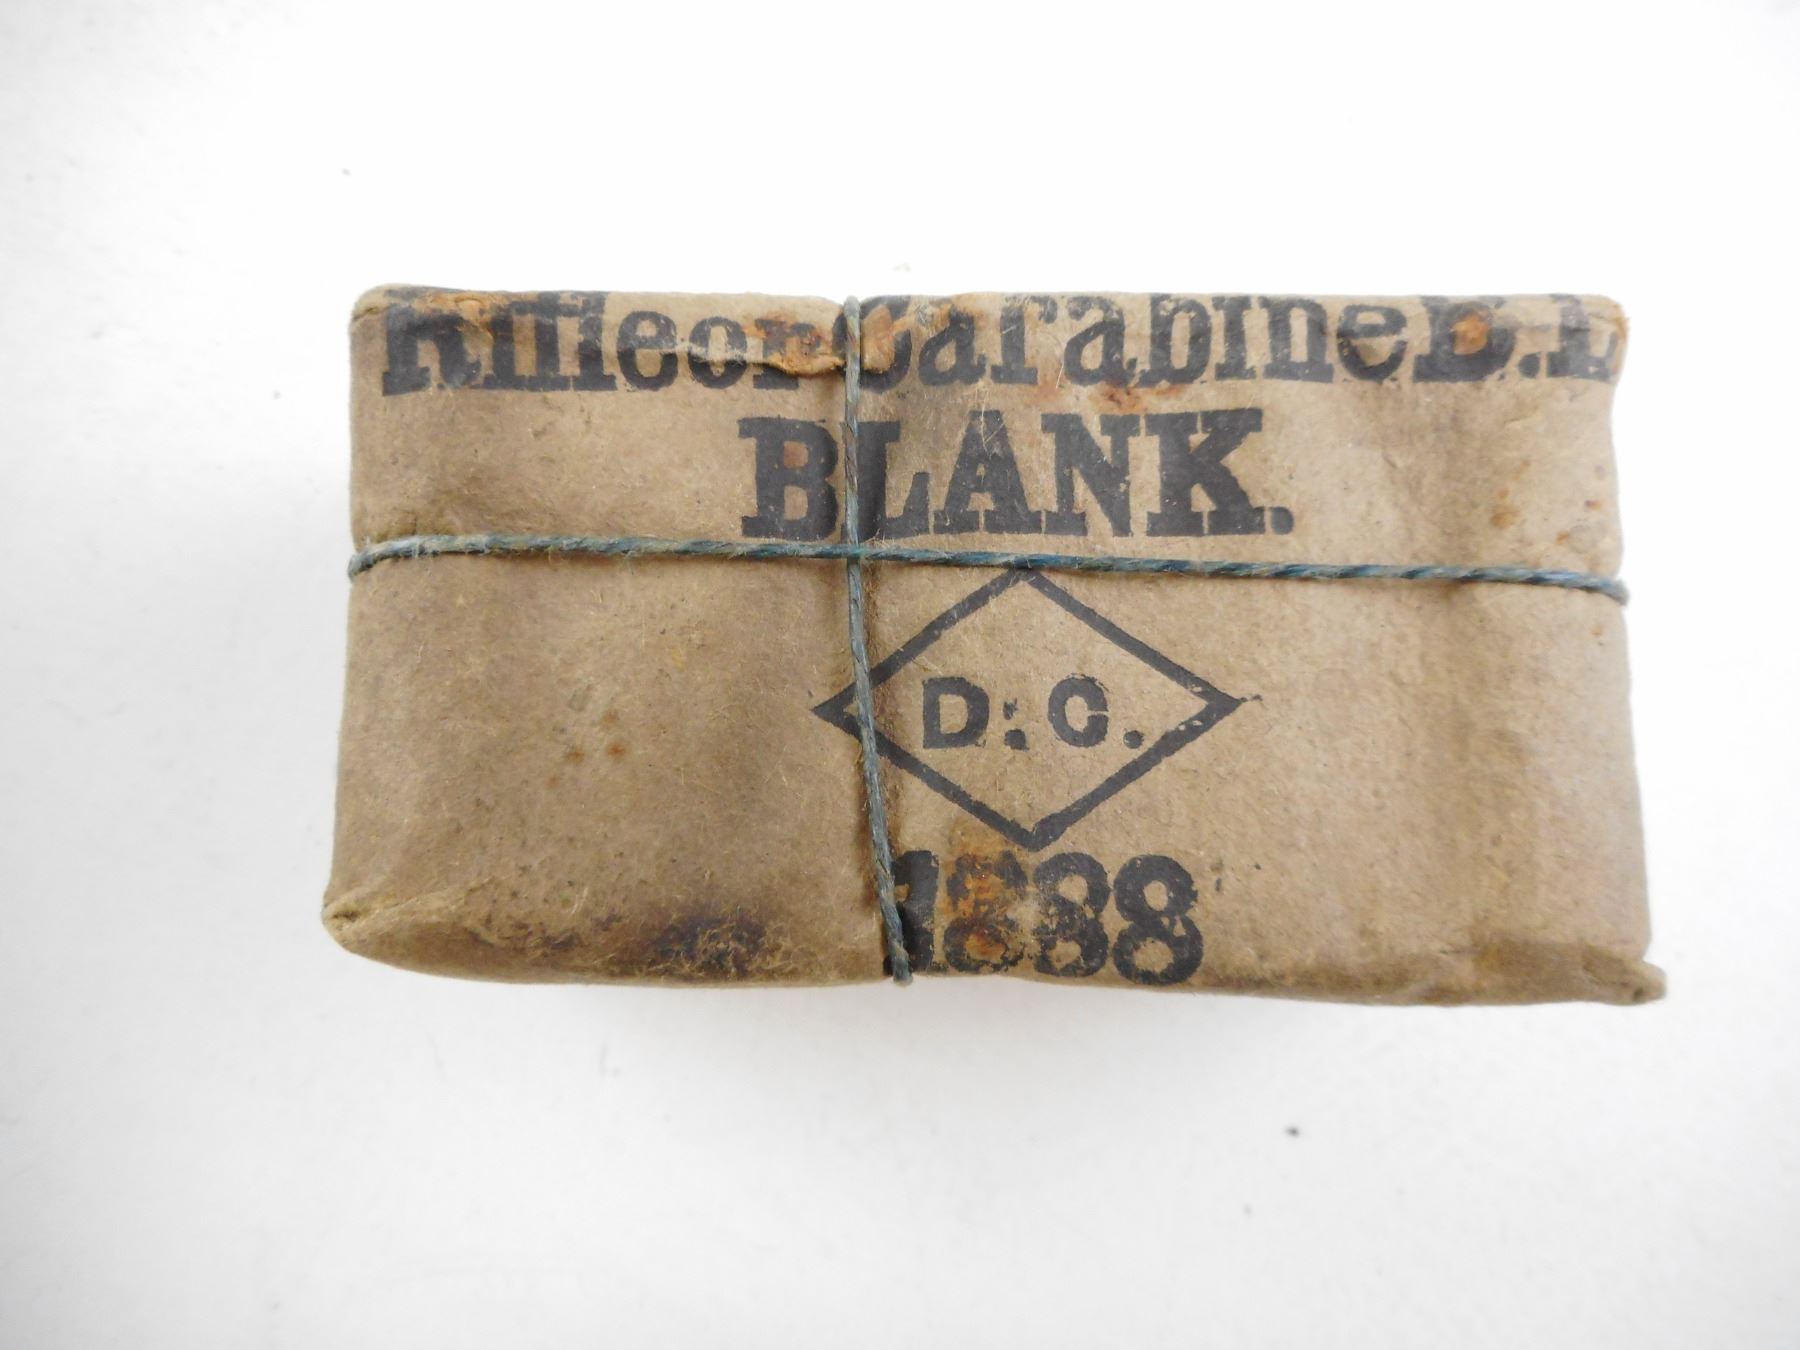 Rifle or Carabine B.L
BLANK.
D.C.
1888